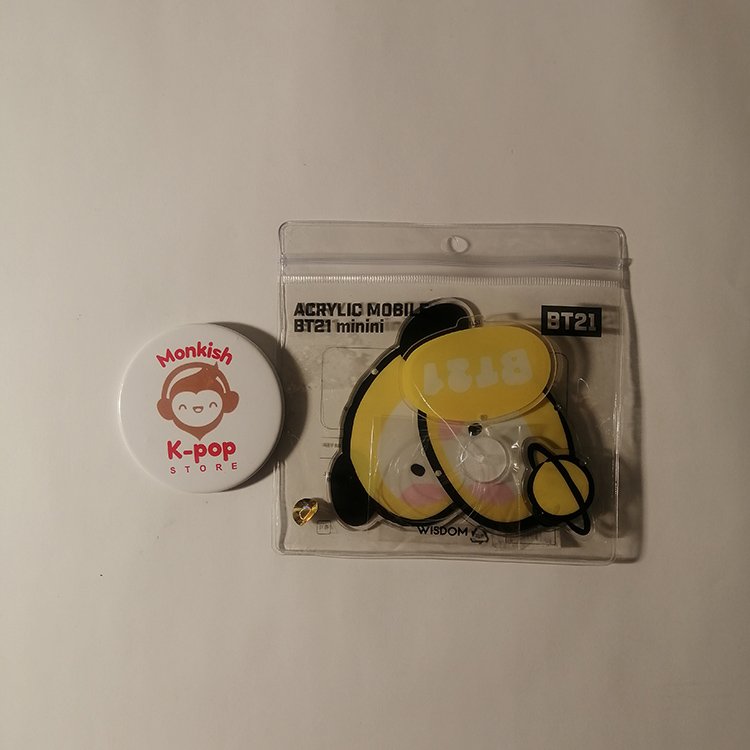 Monkish
K-pop
STORE
ACRYLIC MOBILE
BT21 minini
BT21
BT21
WISDOM